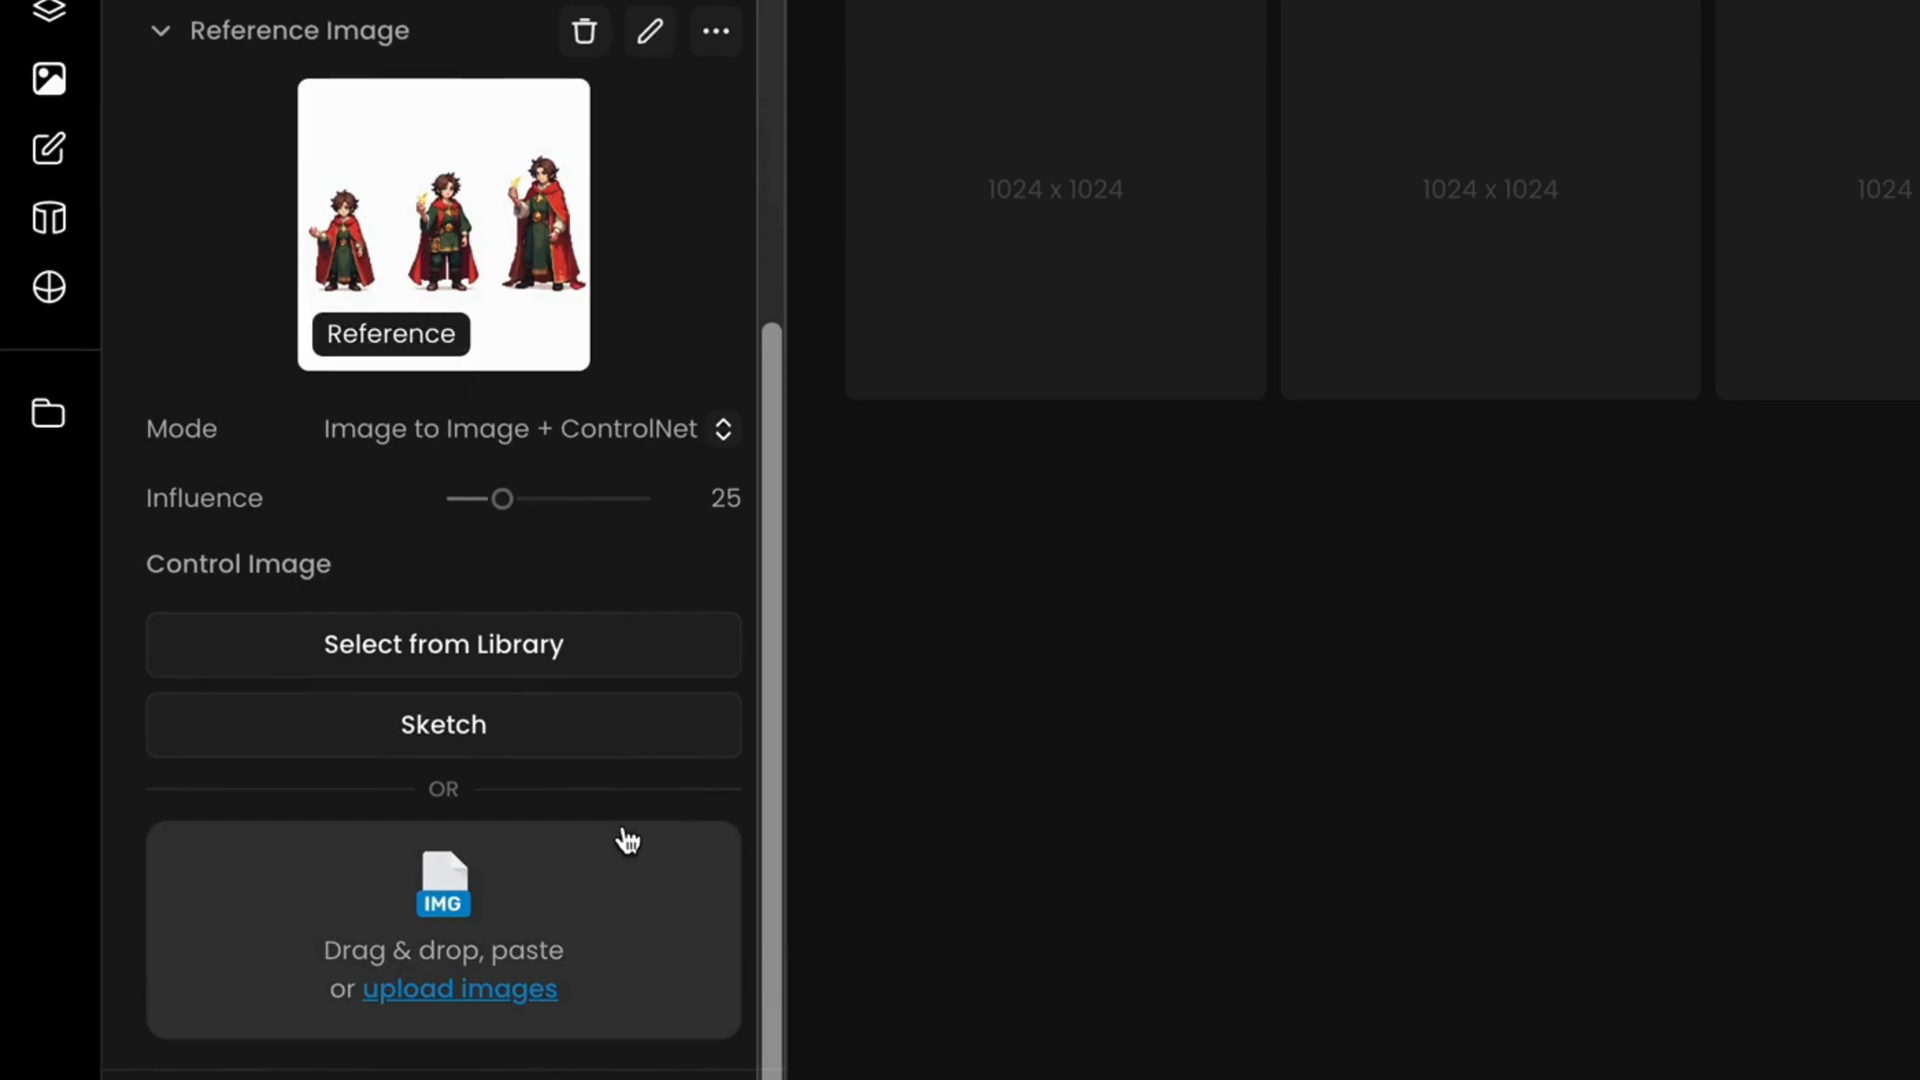 Reference Image
Reference
Mode
Image to Image + ControlNet
Influence
25
Control Image
Select from Library
Sketch
OR
IMG
Drag & drop, paste
or upload images
1024 x 1024
1024 x 1024
1024